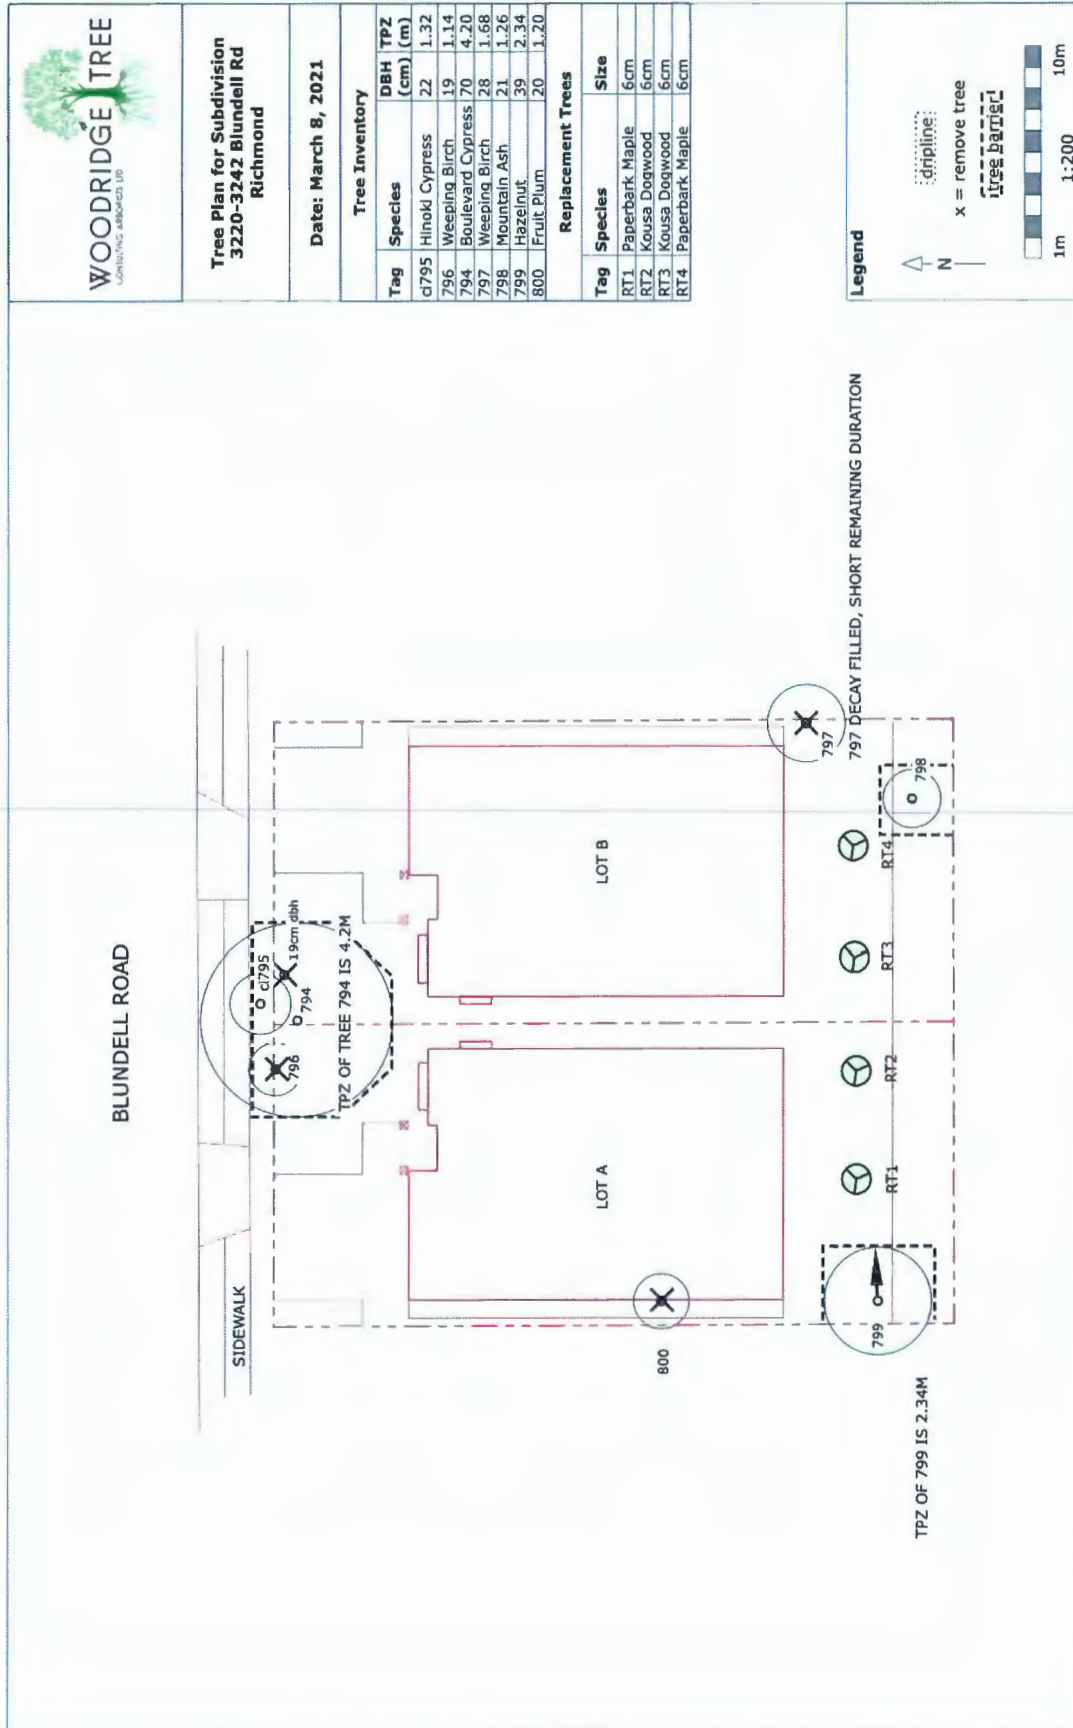 WOODRIDGE TREE
CONSULTING ARBORISTS LTD
Tree Plan for Subdivision
3220-3242 Blundell Rd
Richmond
Date: March 8, 2021
Tree Inventory
Tag Species DBH (cm) TPZ (m)
cl795 Hinoki Cypress 22 1.32
796 Weeping Birch 19 1.14
794 Boulevard Cypress 70 4.20
797 Weeping Birch 28 1.68
798 Mountain Ash 21 1.26
799 Hazelnut 39 2.34
800 Fruit Plum 20 1.20
Replacement Trees
Tag Species Size
RT1 Paperbark Maple 6cm
RT2 Kousa Dogwood 6cm
RT3 Kousa Dogwood 6cm
RT4 Paperbark Maple 6cm
Legend
N
dripline
x = remove tree
tree barrier
1m 10m
1:200
BLUNDELL ROAD
SIDEWALK
cl795
19cm dbh
794
796
TPZ OF TREE 794 IS 4.2M
LOT A
LOT B
800
797
797 DECAY FILLED, SHORT REMAINING DURATION
798
RT1
RT2
RT3
RT4
799
TPZ OF 799 IS 2.34M